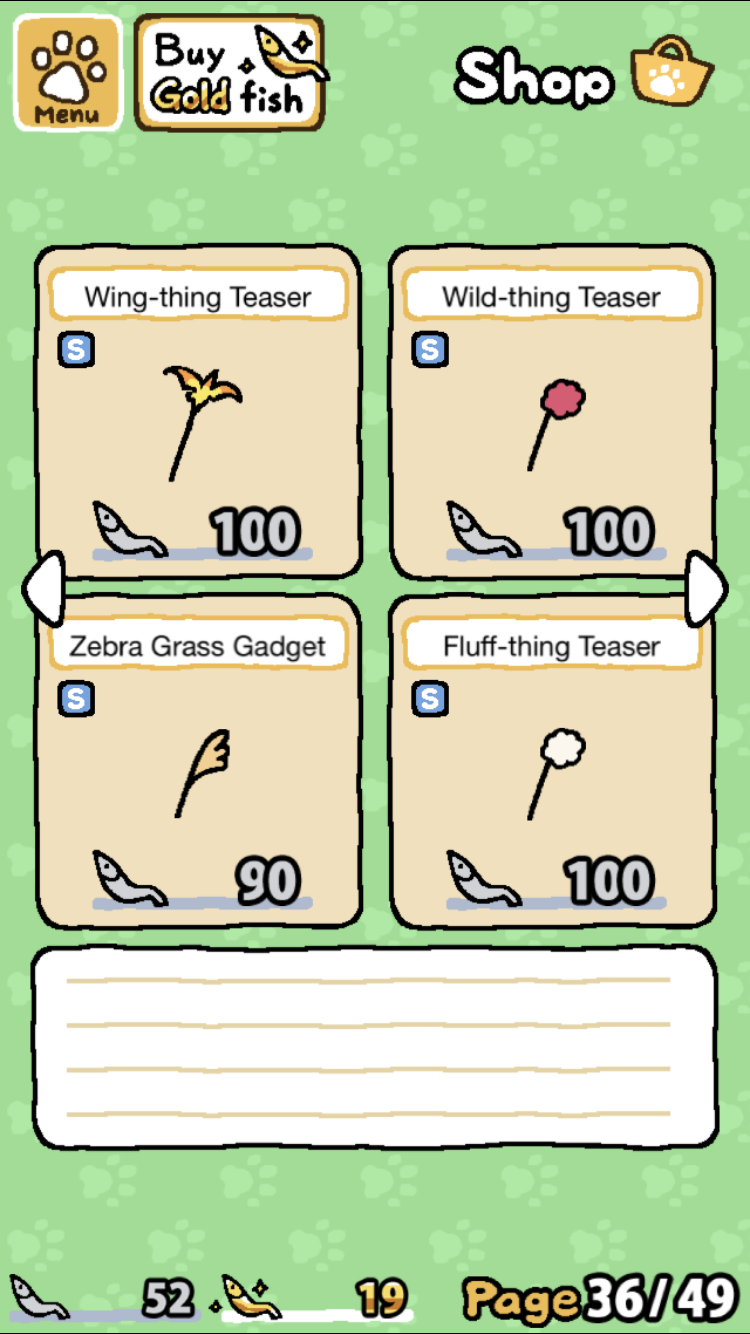 Menu
Buy
Gold fish
Shop
Wing-thing Teaser
S
100
Wild-thing Teaser
S
100
Zebra Grass Gadget
S
90
Fluff-thing Teaser
S
100
52
19
Page 36/49